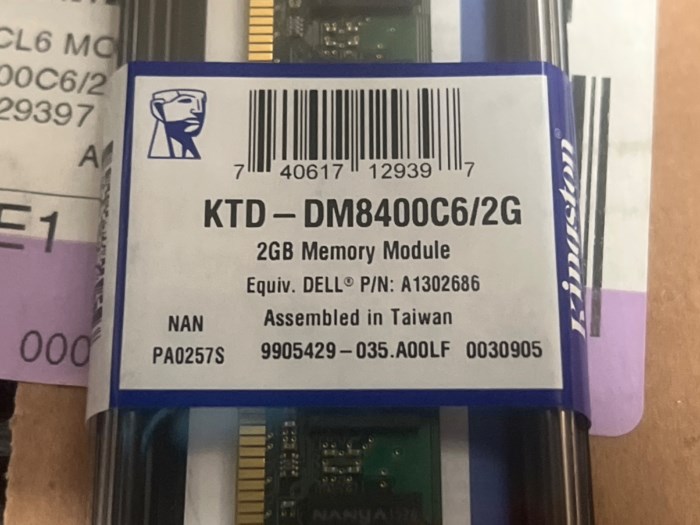 CL6 MO
00C6/2
29397
A
E1
000
7 40617 12939 7
KTD – DM8400C6/2G
2GB Memory Module
Equiv. DELL® P/N: A1302686
NAN Assembled in Taiwan
PA0257S 9905429–035.A00LF 0030905
Kingston
NANYA